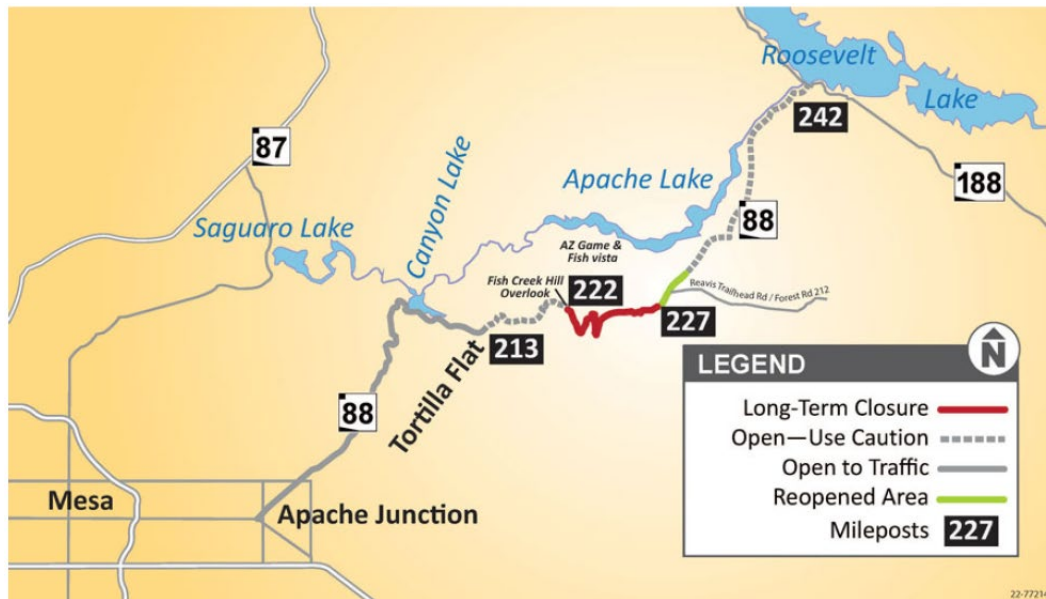 Roosevelt
Lake
242
87
188
Apache Lake
88
Saguaro Lake
Canyon Lake
AZ Game &
Fish vista
Fish Creek Hill
Overlook
222
Reavis Trailhead Rd / Forest Rd 212
227
213
Tortilla Flat
88
Mesa
Apache Junction
N
LEGEND
Long-Term Closure
Open—Use Caution
Open to Traffic
Reopened Area
Mileposts 227
22-77214